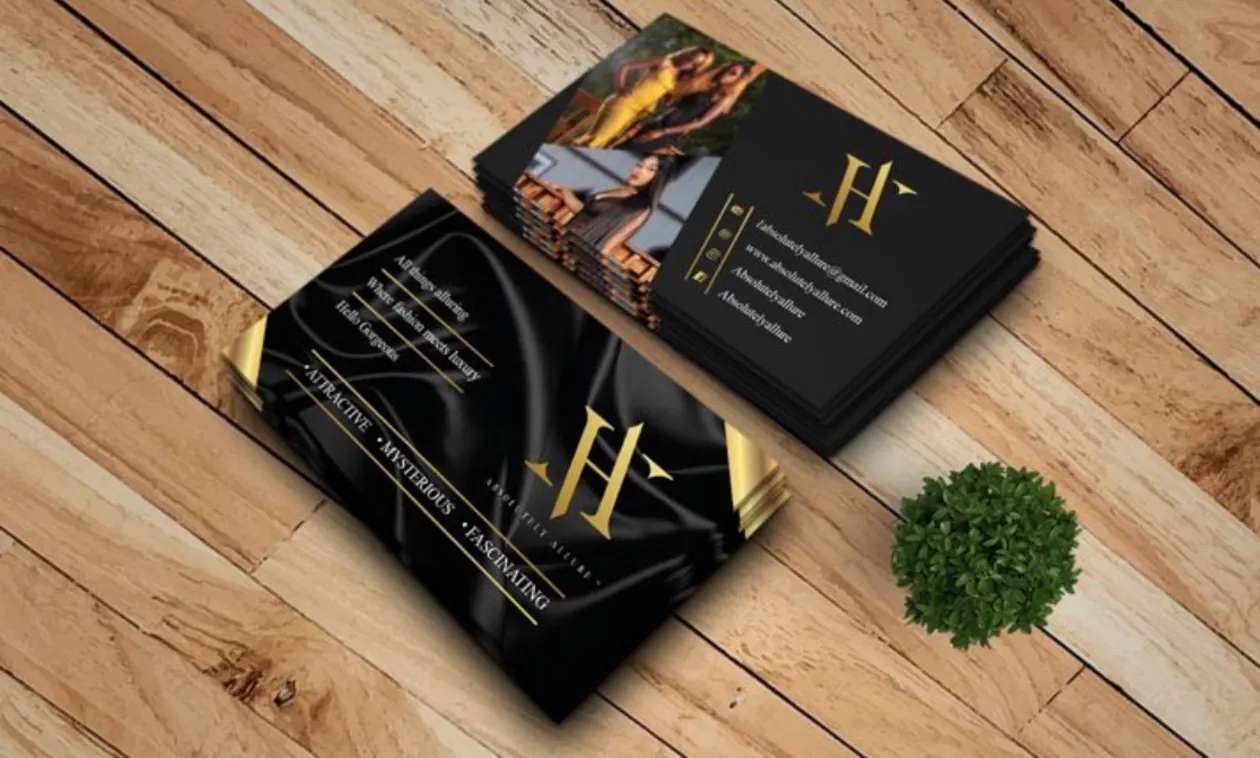 All things alluring
Where fashion meets luxury
Hello Gorgeous
•ATTRACTIVE •MYSTERIOUS •FASCINATING
H
ABSOLUTELY ALLURE
H
1absolutelyallure@gmail.com
www.absolutelyallure.com
Absolutelyallure
Absolutelyallure